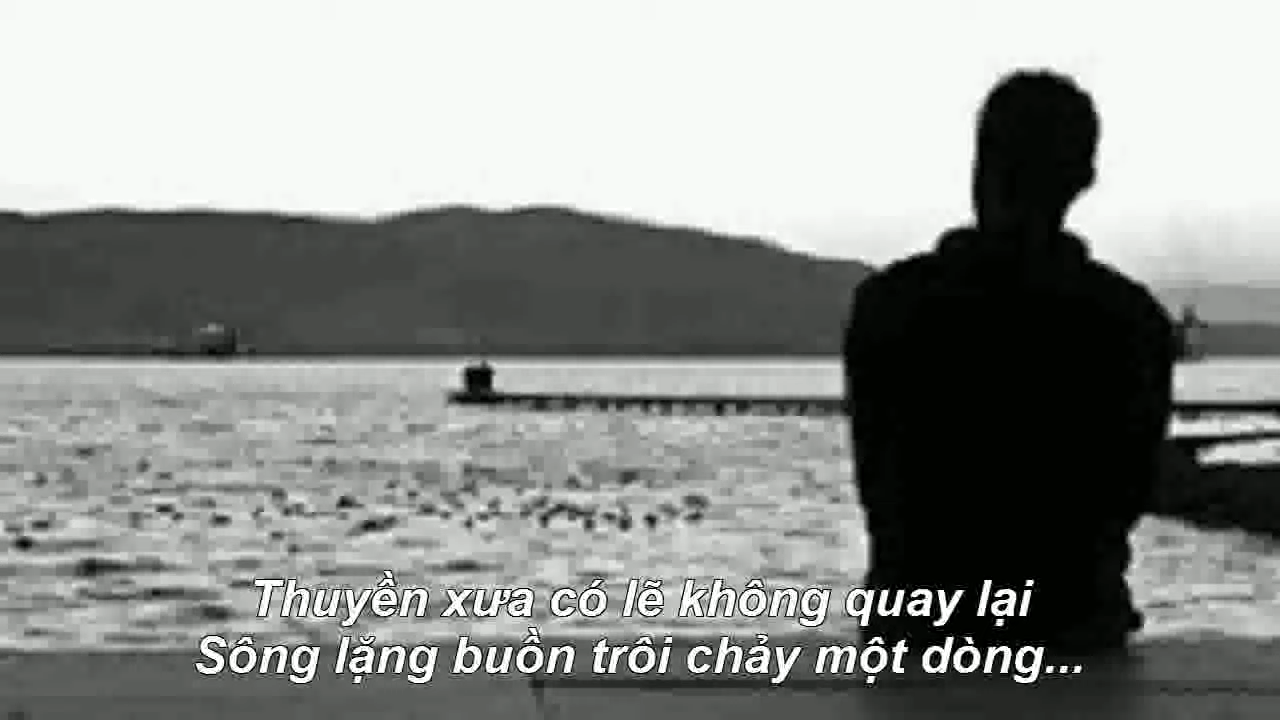 Thuyền xưa có lẽ không quay lại
Sông lặng buồn trôi chảy một dòng...